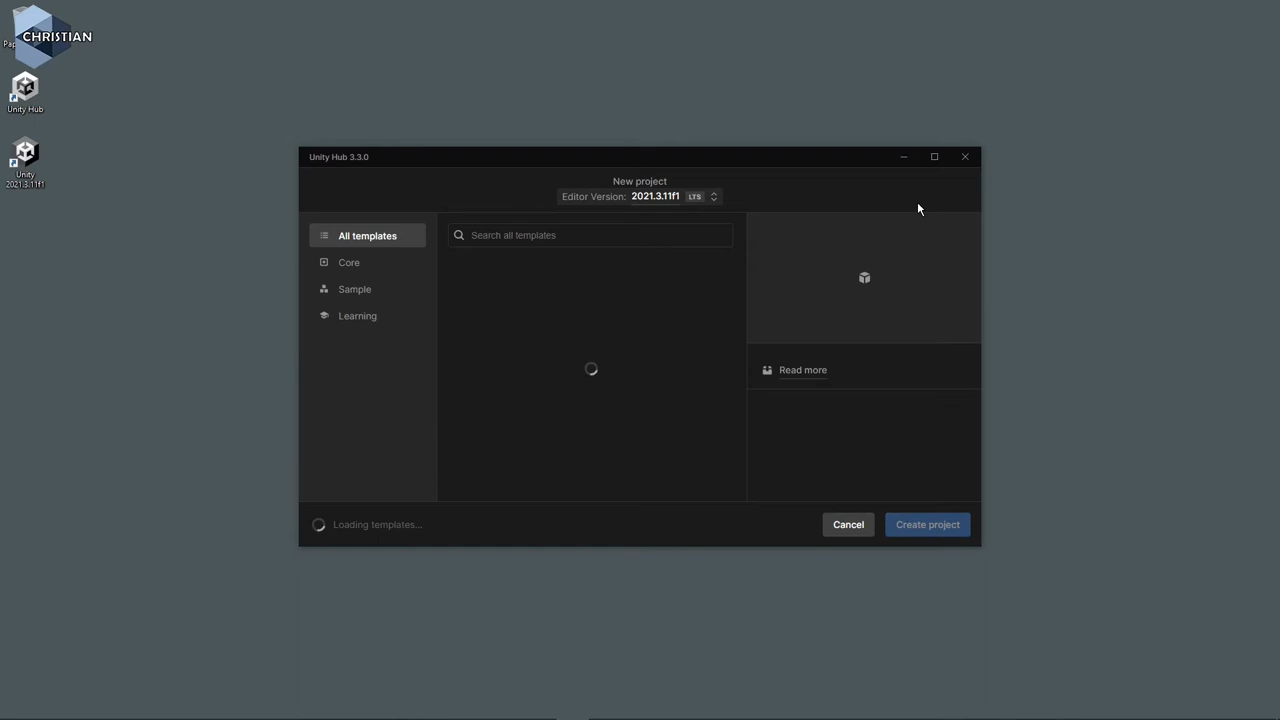 CHRISTIAN
Unity Hub
Unity
2021.3.11f1
Unity Hub 3.3.0
New project
Editor Version: 2021.3.11f1 LTS
All templates
Core
Sample
Learning
Search all templates
Read more
Loading templates...
Cancel
Create project